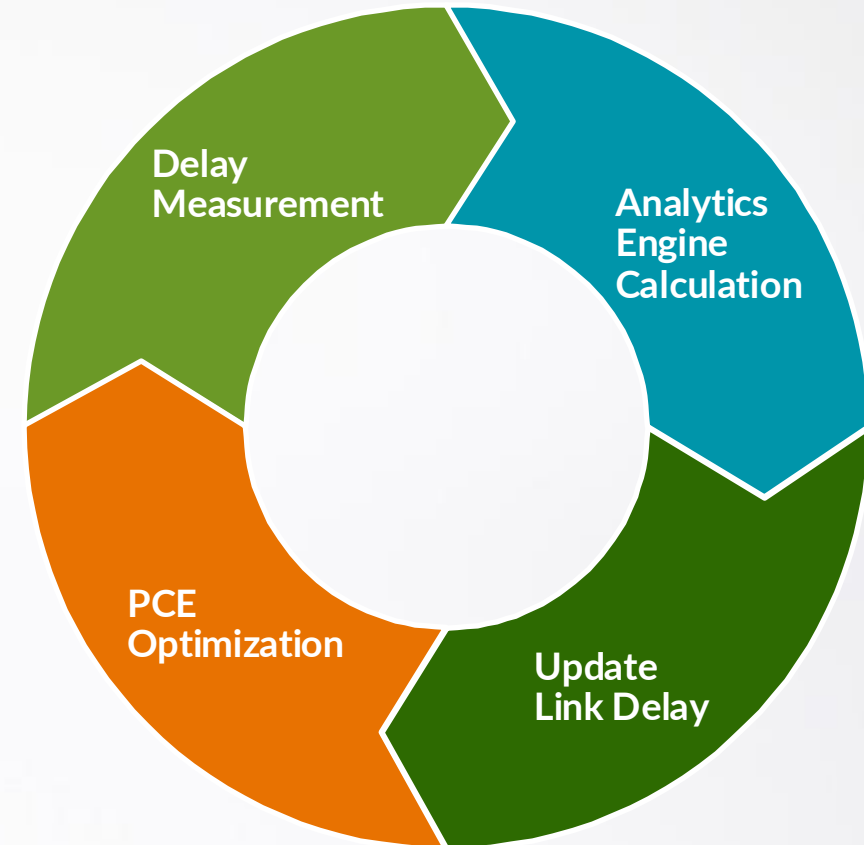 Delay
Measurement
Analytics
Engine
Calculation
Update
Link Delay
PCE
Optimization